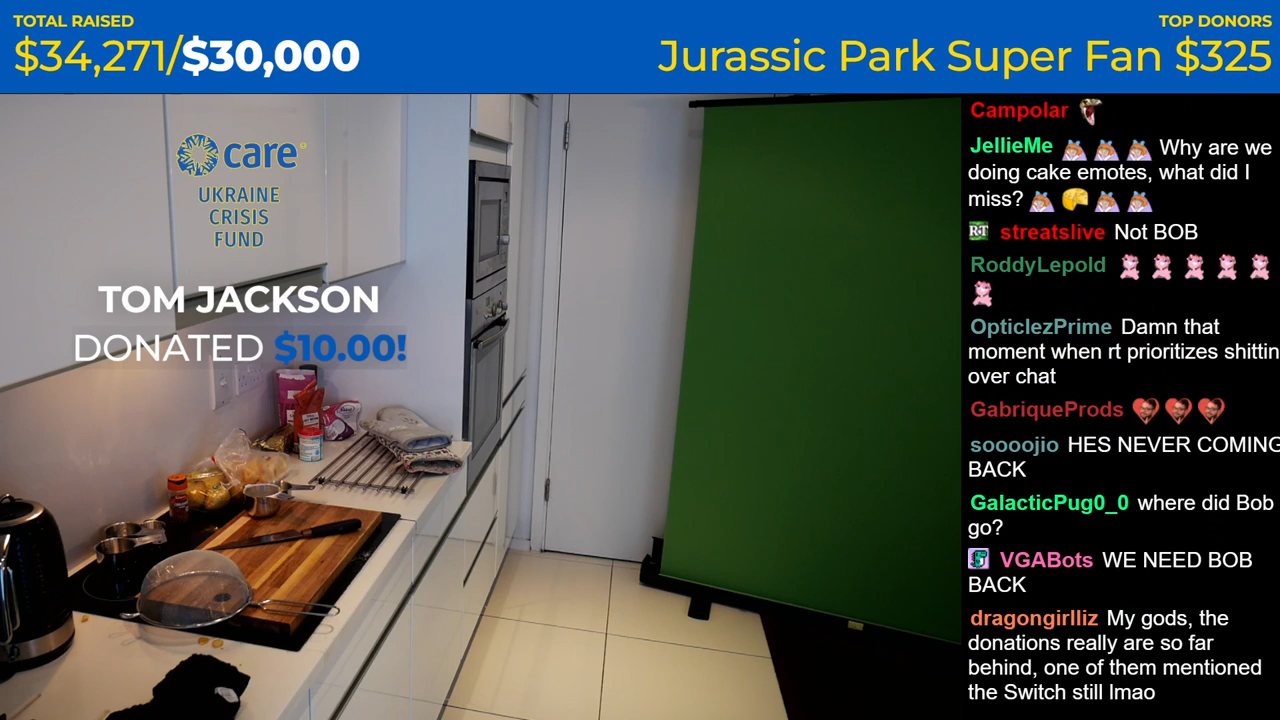 TOTAL RAISED
$34,271/$30,000
TOP DONORS
Jurassic Park Super Fan $325
care
UKRAINE
CRISIS
FUND
TOM JACKSON
DONATED $10.00!
Campolar
JellieMe Why are we
doing cake emotes, what did I
miss?
RT streatslive Not BOB
RoddyLepold
OpticlezPrime Damn that
moment when rt prioritizes shittin
over chat
GabriqueProds
soooojio HES NEVER COMING
BACK
GalacticPug0_0 where did Bob
go?
VGABots WE NEED BOB
BACK
dragongirlliz My gods, the
donations really are so far
behind, one of them mentioned
the Switch still lmao